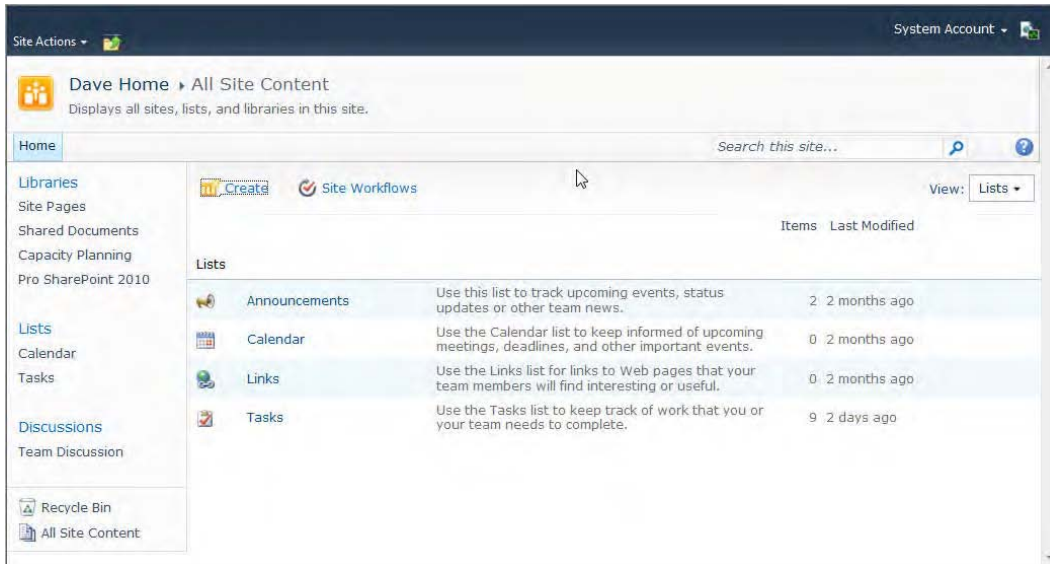 Site Actions
System Account
Dave Home ▸ All Site Content
Displays all sites, lists, and libraries in this site.
Home
Search this site...
Libraries
Site Pages
Shared Documents
Capacity Planning
Pro SharePoint 2010
Lists
Calendar
Tasks
Discussions
Team Discussion
Recycle Bin
All Site Content
Create
Site Workflows
View: Lists
Items Last Modified
Lists
Announcements
Use this list to track upcoming events, status
updates or other team news.
2 2 months ago
Calendar
Use the Calendar list to keep informed of upcoming
meetings, deadlines, and other important events.
0 2 months ago
Links
Use the Links list for links to Web pages that your
team members will find interesting or useful.
0 2 months ago
Tasks
Use the Tasks list to keep track of work that you or
your team needs to complete.
9 2 days ago